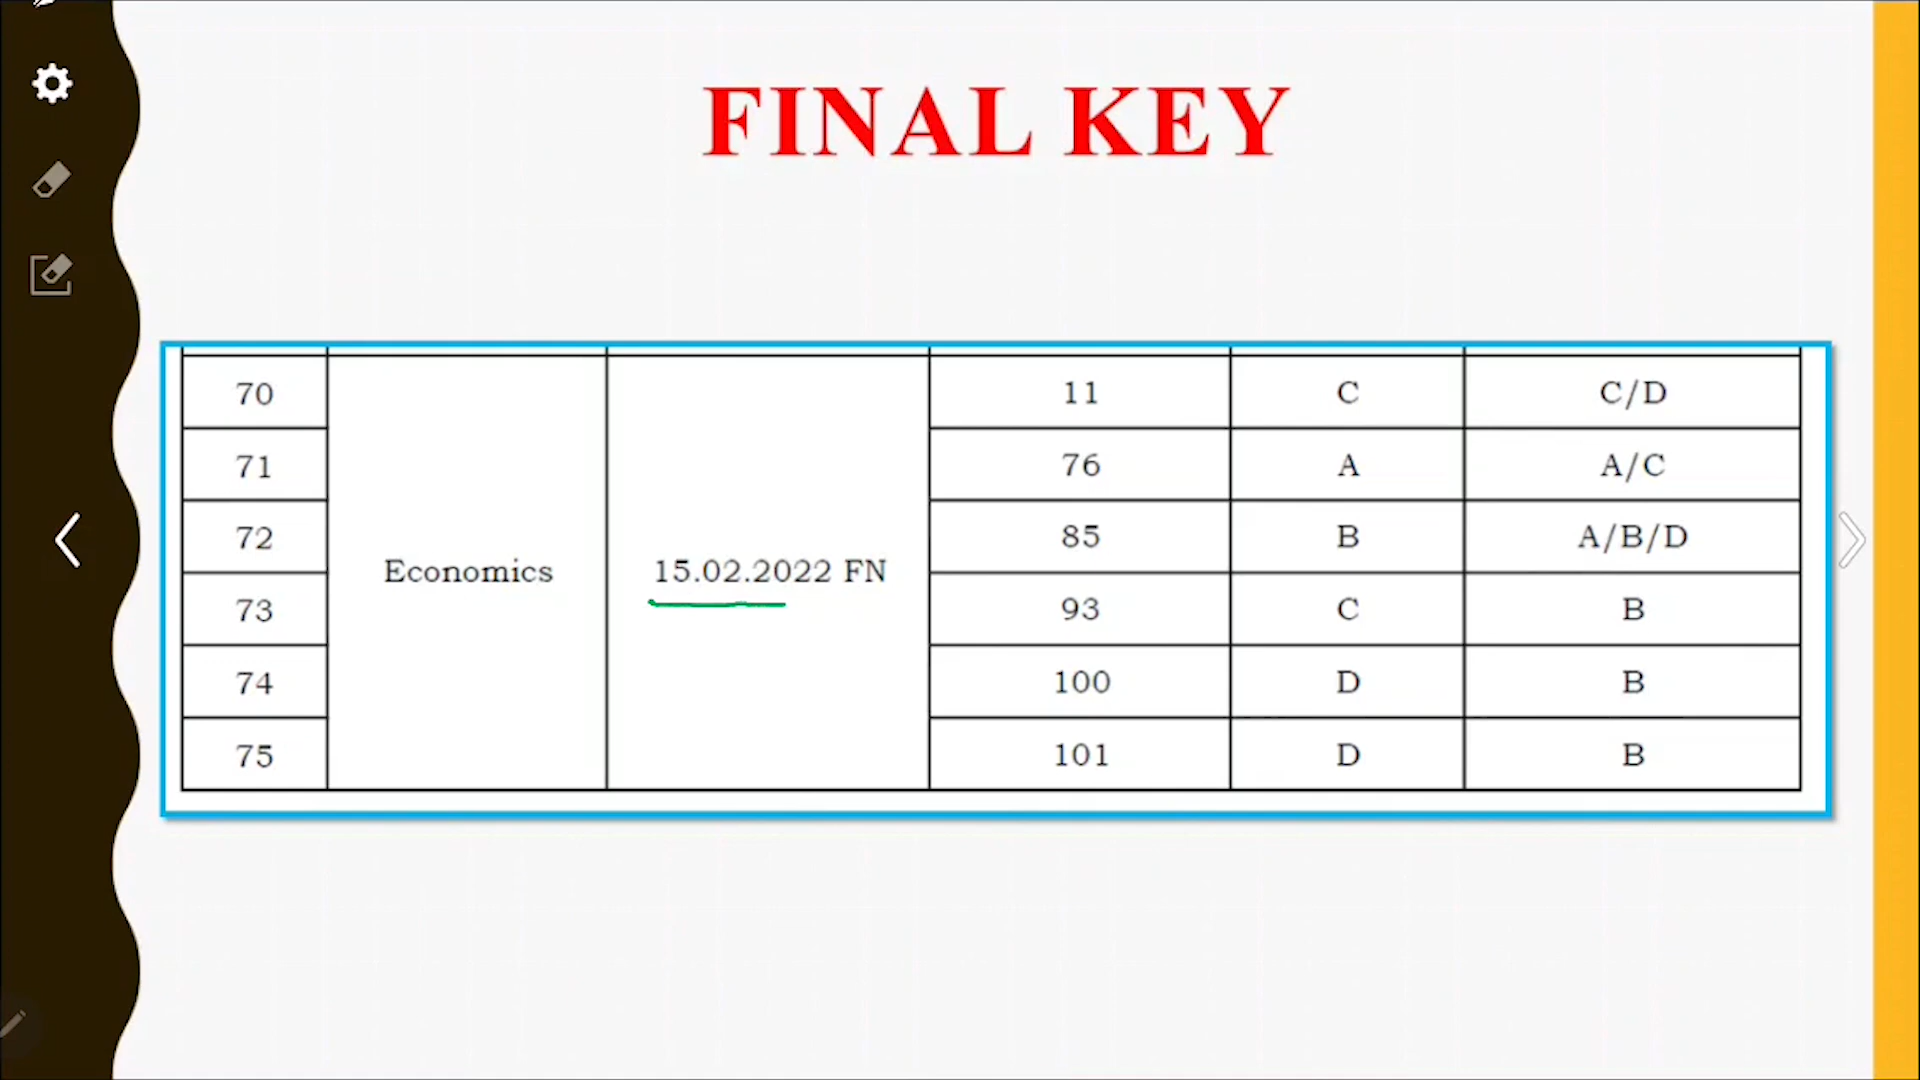 FINAL KEY
70 11 C C/D
71 76 A A/C
72 85 B A/B/D
Economics 15.02.2022 FN
73 93 C B
74 100 D B
75 101 D B